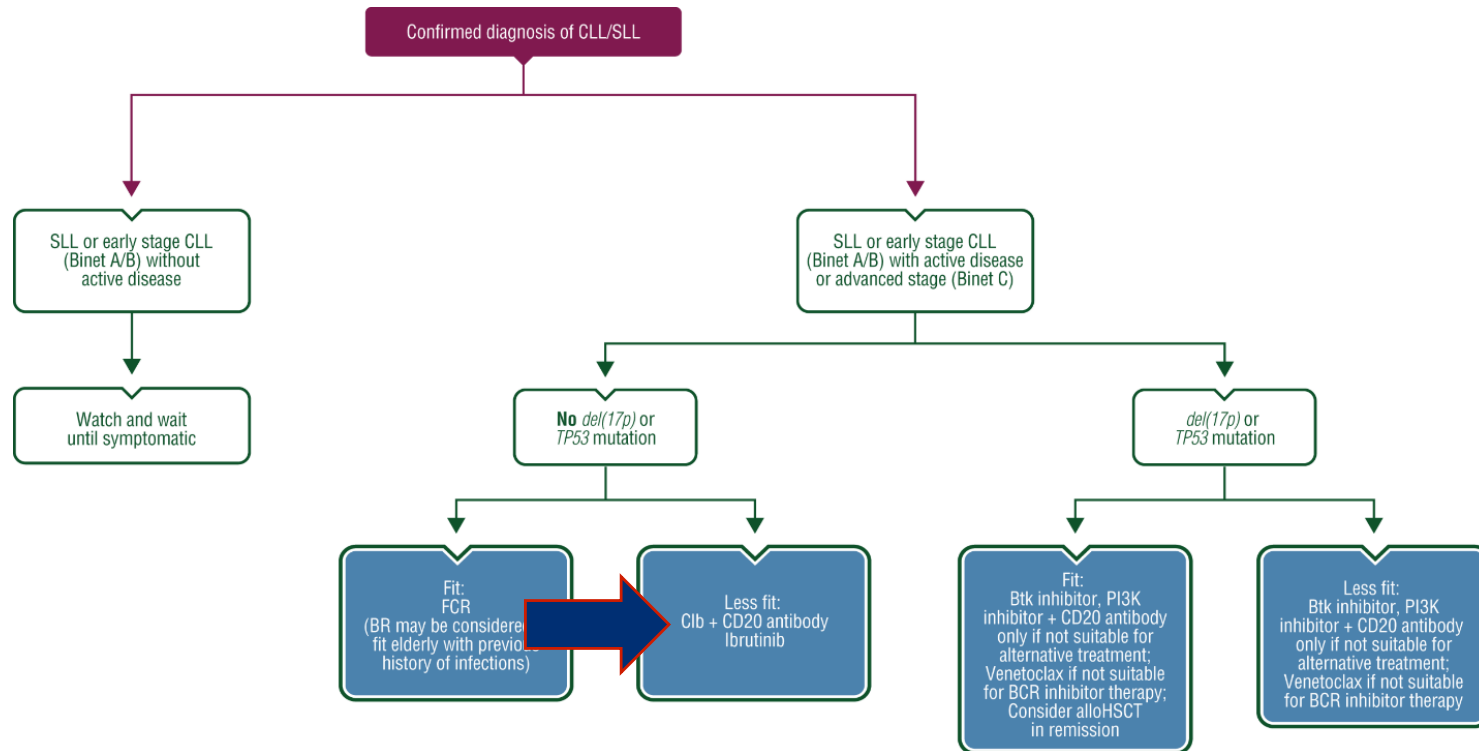 Confirmed diagnosis of CLL/SLL
SLL or early stage CLL
(Binet A/B) without
active disease
SLL or early stage CLL
(Binet A/B) with active disease
or advanced stage (Binet C)
Watch and wait
until symptomatic
No del(17p) or
TP53 mutation
del(17p) or
TP53 mutation
Fit:
FCR
(BR may be considered
fit elderly with previous
history of infections)
Less fit:
Clb + CD20 antibody
Ibrutinib
Fit:
Btk inhibitor, PI3K
inhibitor + CD20 antibody
only if not suitable for
alternative treatment;
Venetoclax if not suitable
for BCR inhibitor therapy;
Consider alloHSCT
in remission
Less fit:
Btk inhibitor, PI3K
inhibitor + CD20 antibody
only if not suitable for
alternative treatment;
Venetoclax if not suitable
for BCR inhibitor therapy